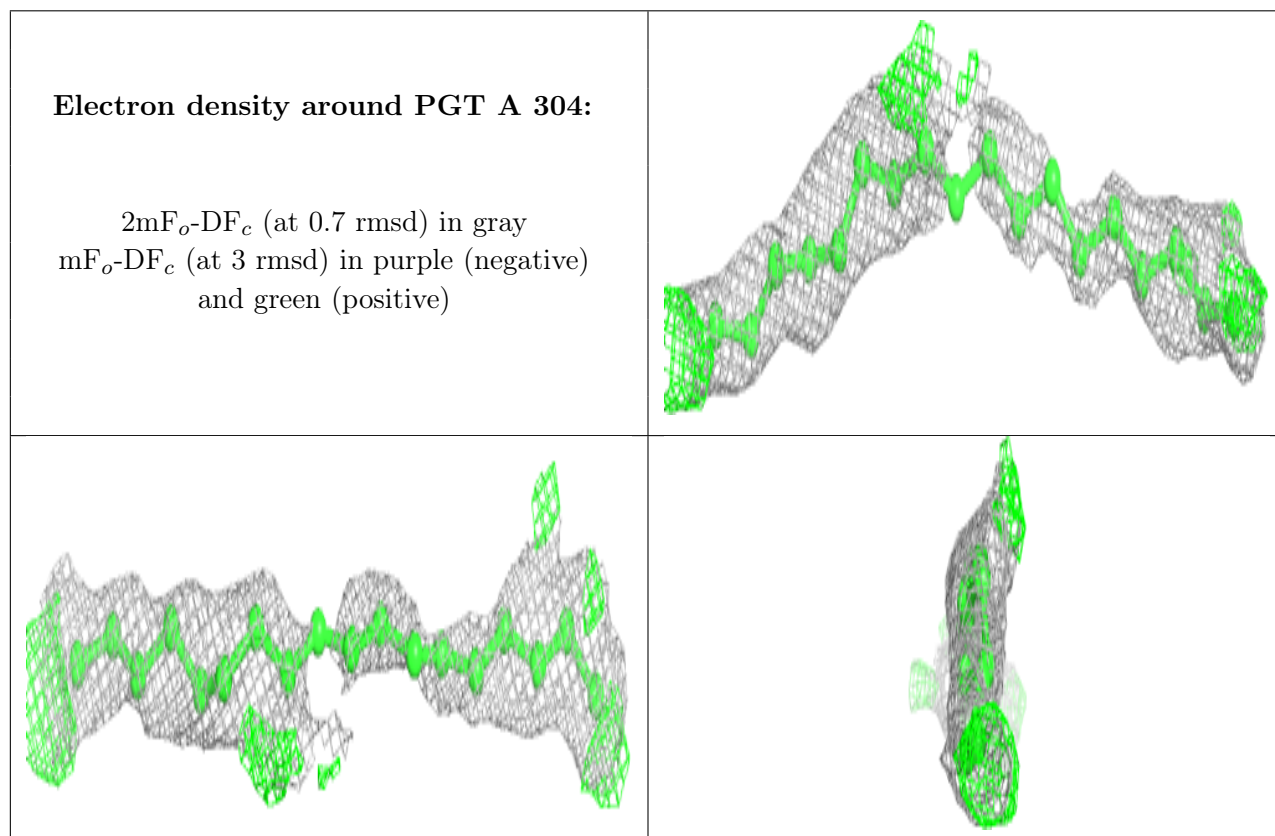 Electron density around PGT A 304:
2mFₒ-DF𝒸 (at 0.7 rmsd) in gray
mFₒ-DF𝒸 (at 3 rmsd) in purple (negative)
and green (positive)